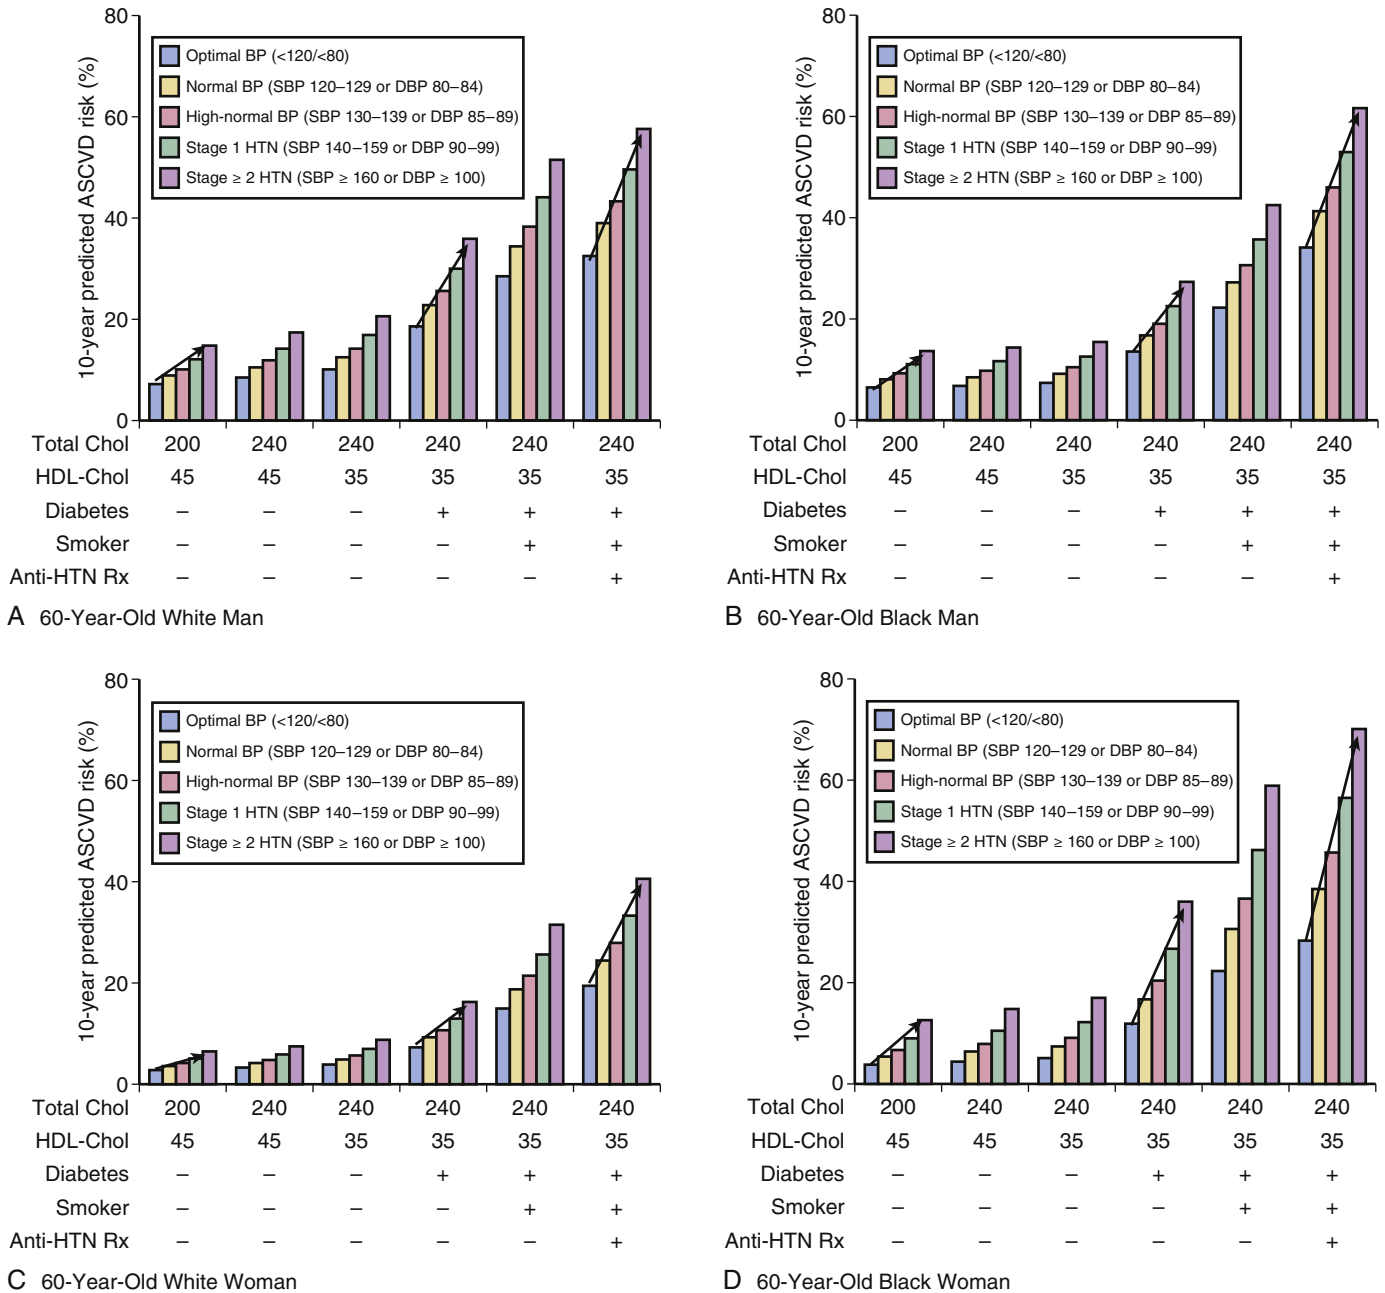 80
60
40
20
0
10-year predicted ASCVD risk (%)
Optimal BP (<120/<80)
Normal BP (SBP 120–129 or DBP 80–84)
High-normal BP (SBP 130–139 or DBP 85–89)
Stage 1 HTN (SBP 140–159 or DBP 90–99)
Stage ≥ 2 HTN (SBP ≥ 160 or DBP ≥ 100)
Total Chol 200 240 240 240 240 240
HDL-Chol 45 45 35 35 35 35
Diabetes – – – + + +
Smoker – – – – + +
Anti-HTN Rx – – – – – +
A 60-Year-Old White Man
80
60
40
20
0
10-year predicted ASCVD risk (%)
Optimal BP (<120/<80)
Normal BP (SBP 120–129 or DBP 80–84)
High-normal BP (SBP 130–139 or DBP 85–89)
Stage 1 HTN (SBP 140–159 or DBP 90–99)
Stage ≥ 2 HTN (SBP ≥ 160 or DBP ≥ 100)
Total Chol 200 240 240 240 240 240
HDL-Chol 45 45 35 35 35 35
Diabetes – – – + + +
Smoker – – – – + +
Anti-HTN Rx – – – – – +
B 60-Year-Old Black Man
80
60
40
20
0
10-year predicted ASCVD risk (%)
Optimal BP (<120/<80)
Normal BP (SBP 120–129 or DBP 80–84)
High-normal BP (SBP 130–139 or DBP 85–89)
Stage 1 HTN (SBP 140–159 or DBP 90–99)
Stage ≥ 2 HTN (SBP ≥ 160 or DBP ≥ 100)
Total Chol 200 240 240 240 240 240
HDL-Chol 45 45 35 35 35 35
Diabetes – – – + + +
Smoker – – – – + +
Anti-HTN Rx – – – – – +
C 60-Year-Old White Woman
80
60
40
20
0
10-year predicted ASCVD risk (%)
Optimal BP (<120/<80)
Normal BP (SBP 120–129 or DBP 80–84)
High-normal BP (SBP 130–139 or DBP 85–89)
Stage 1 HTN (SBP 140–159 or DBP 90–99)
Stage ≥ 2 HTN (SBP ≥ 160 or DBP ≥ 100)
Total Chol 200 240 240 240 240 240
HDL-Chol 45 45 35 35 35 35
Diabetes – – – + + +
Smoker – – – – + +
Anti-HTN Rx – – – – – +
D 60-Year-Old Black Woman